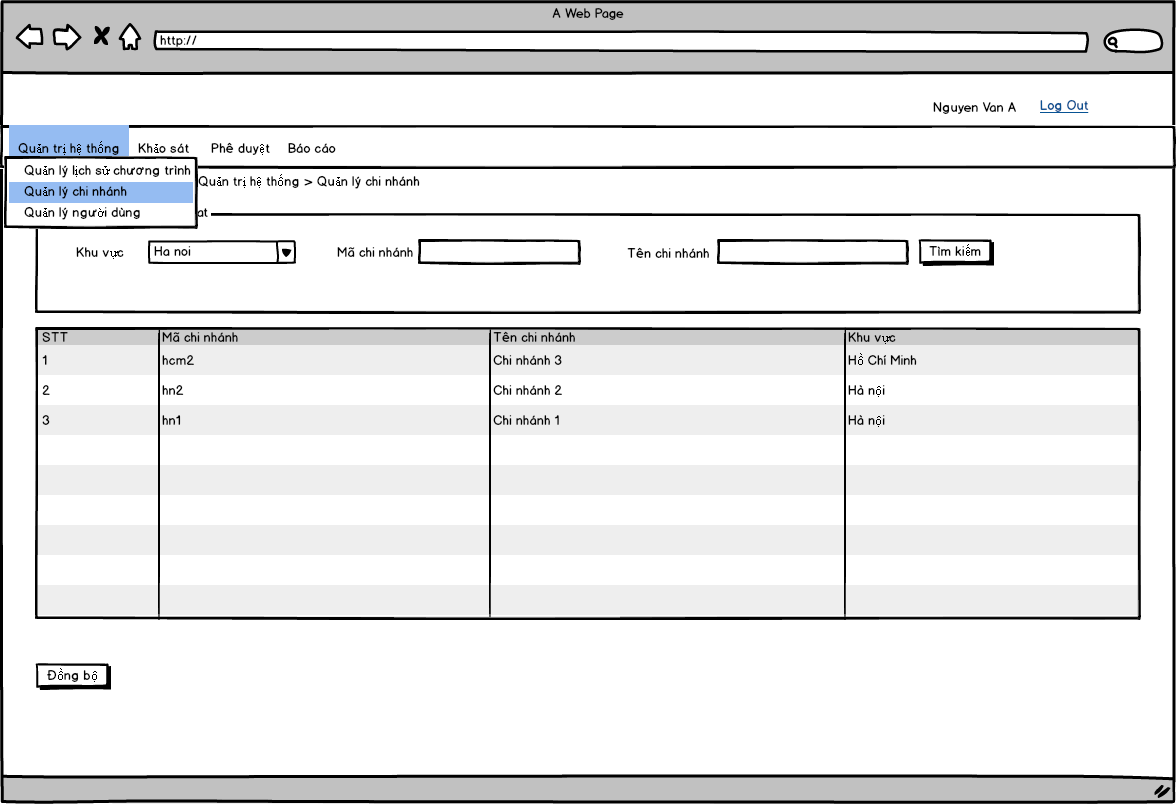 A Web Page
http://
Nguyen Van A Log Out
Quản trị hệ thống Khảo sát Phê duyệt Báo cáo
Quản lý lịch sử chương trình
Quản trị hệ thống > Quản lý chi nhánh
Quản lý chi nhánh
Quản lý người dùng
Khu vực Ha noi Mã chi nhánh Tên chi nhánh Tìm kiếm
STT Mã chi nhánh Tên chi nhánh Khu vực
1 hcm2 Chi nhánh 3 Hồ Chí Minh
2 hn2 Chi nhánh 2 Hà nội
3 hn1 Chi nhánh 1 Hà nội
Đồng bộ